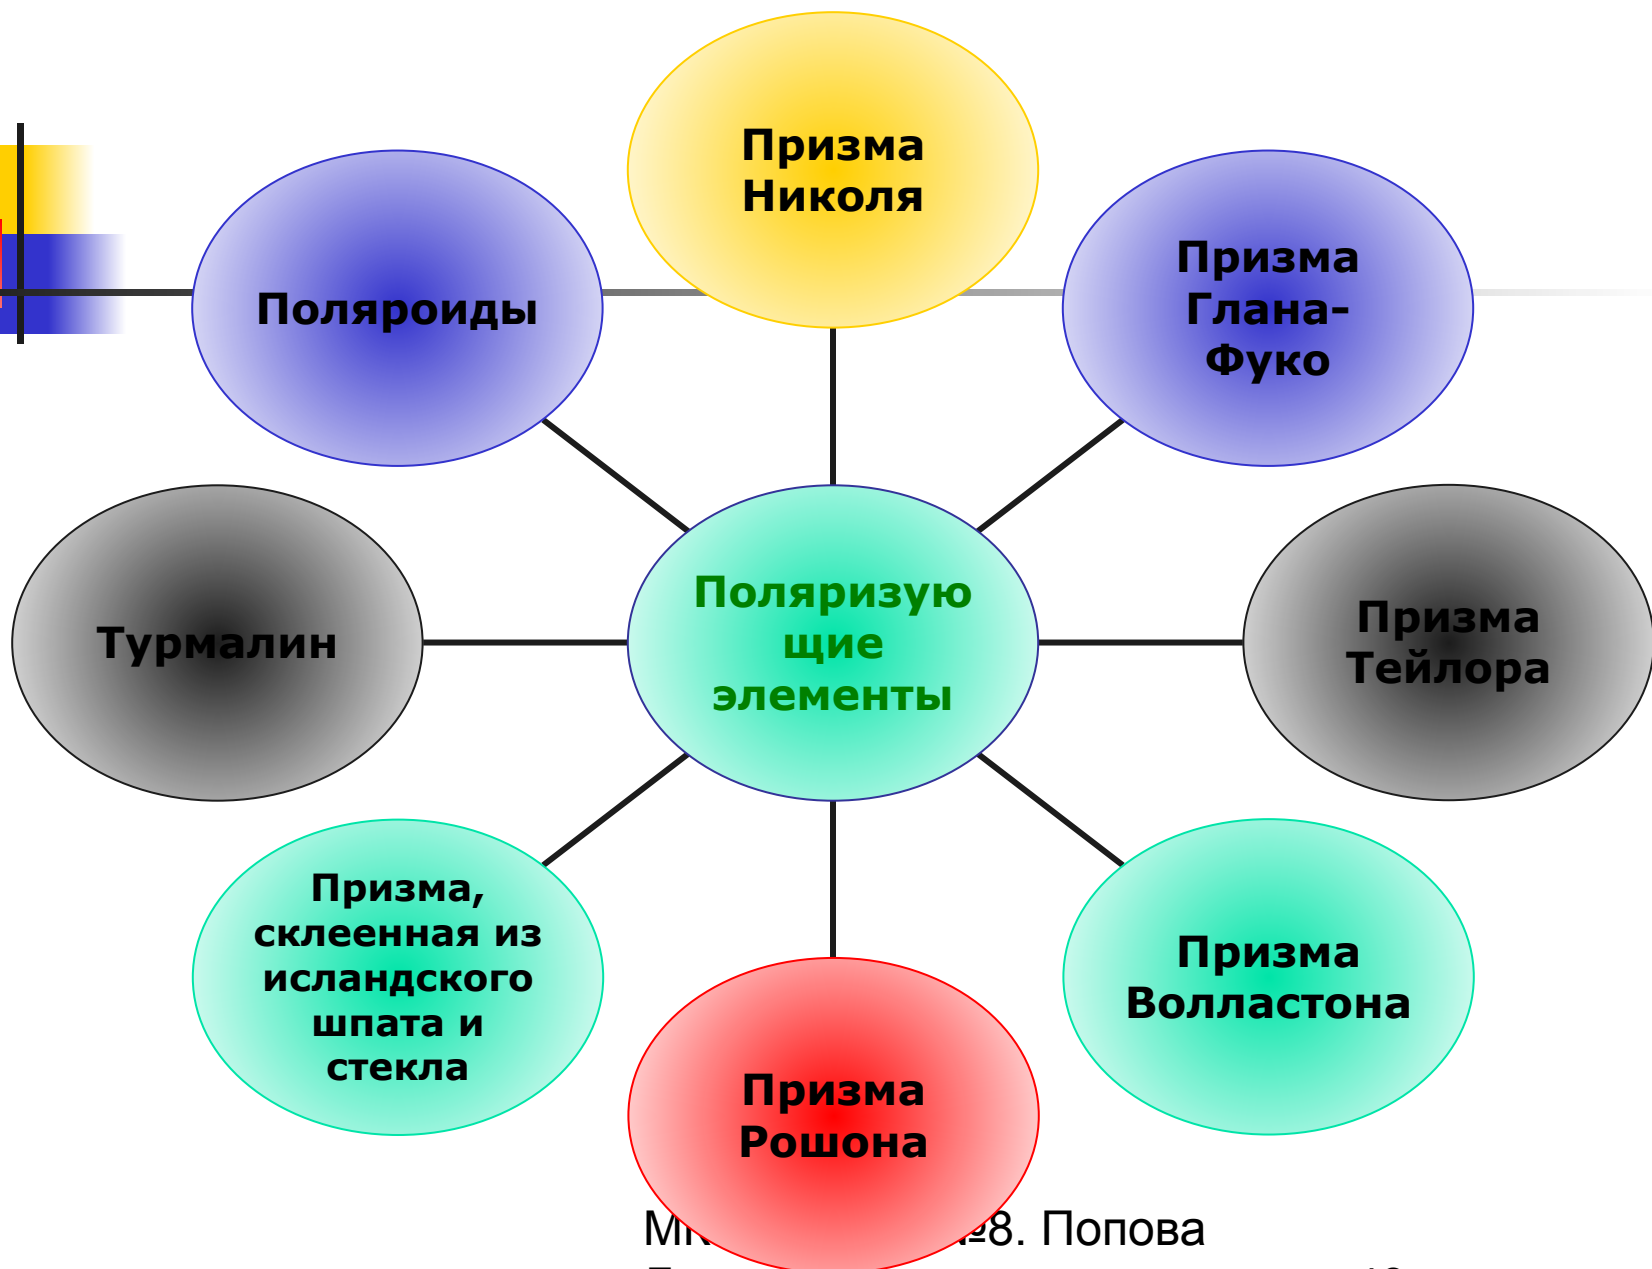 Призма
Николя
Поляроиды
Призма
Глана-
Фуко
Турмалин
Поляризую
щие
элементы
Призма
Тейлора
Призма,
склеенная из
исландского
шпата и
стекла
Призма
Волластона
Призма
Рошона
№8. Попова